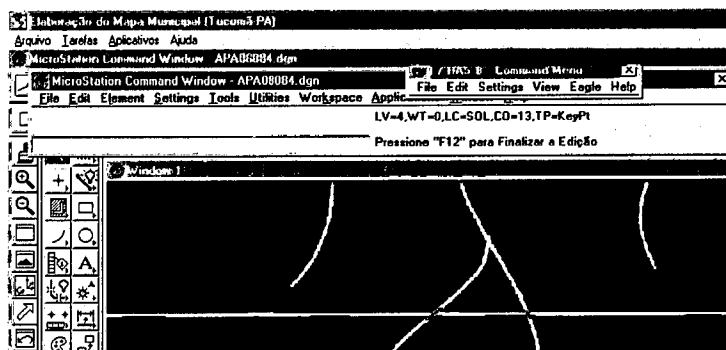 Elaboração do Mapa Municipal (Tucumã-PA)
Arquivo Tarefas Aplicativos Ajuda
MicroStation Command Window - APA06084.dgn
MicroStation Command Window - APA08084.dgn
Command Menu
File Edit Element Settings Tools Utilities Workspace
File Edit Settings View Eagle Help
LV=4,WT=0,LC=SOL,CO=13,TP=KeyPt
Pressione "F12" para Finalizar a Edição
Window 1
A